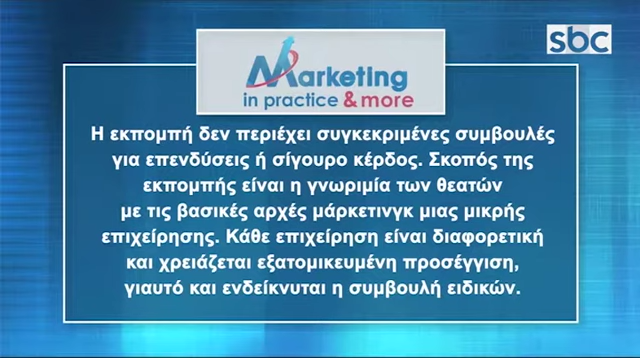 sbc
Marketing
in practice & more
Η εκπομπή δεν περιέχει συγκεκριμένες συμβουλές
για επενδύσεις ή σίγουρο κέρδος. Σκοπός της
εκπομπής είναι η γνωριμία των θεατών
με τις βασικές αρχές μάρκετινγκ μιας μικρής
επιχείρησης. Κάθε επιχείρηση είναι διαφορετική
και χρειάζεται εξατομικευμένη προσέγγιση,
γιαυτό και ενδείκνυται η συμβουλή ειδικών.